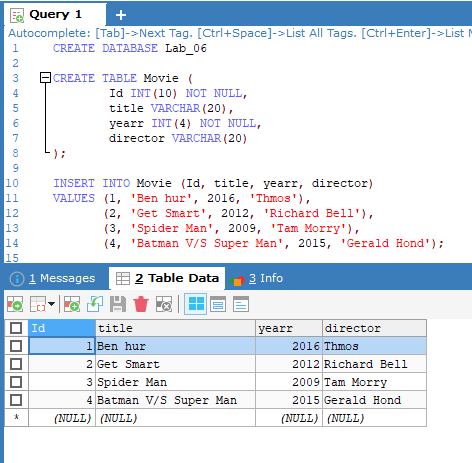 Query 1
Autocomplete: [Tab]->Next Tag. [Ctrl+Space]->List All Tags. [Ctrl+Enter]->List
1 CREATE DATABASE Lab_06
2
3 CREATE TABLE Movie (
4 Id INT(10) NOT NULL,
5 title VARCHAR(20),
6 yearr INT(4) NOT NULL,
7 director VARCHAR(20)
8 );
9
10 INSERT INTO Movie (Id, title, yearr, director)
11 VALUES (1, 'Ben hur', 2016, 'Thmos'),
12 (2, 'Get Smart', 2012, 'Richard Bell'),
13 (3, 'Spider Man', 2009, 'Tam Morry'),
14 (4, 'Batman V/S Super Man', 2015, 'Gerald Hond');
15
1 Messages 2 Table Data 3 Info
Id title yearr director
1 Ben hur 2016 Thmos
2 Get Smart 2012 Richard Bell
3 Spider Man 2009 Tam Morry
4 Batman V/S Super Man 2015 Gerald Hond
* (NULL) (NULL) (NULL) (NULL)